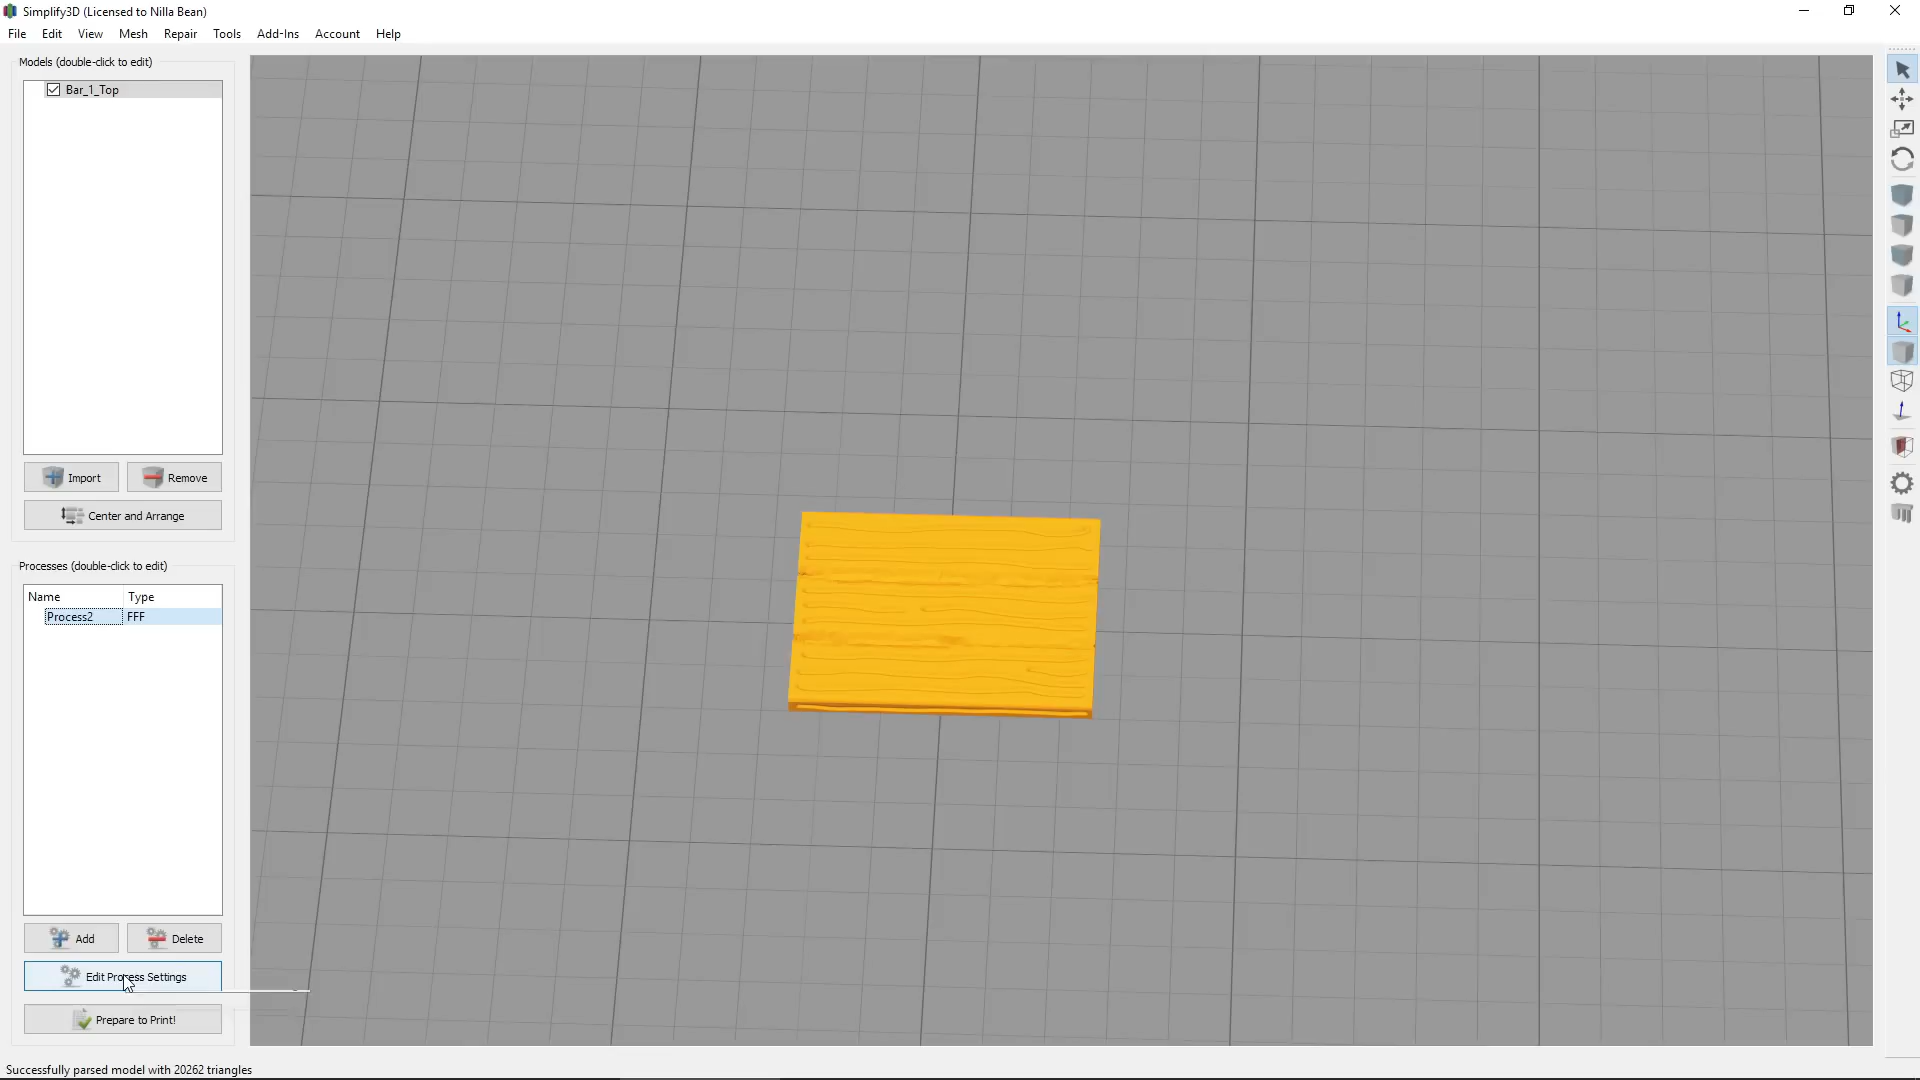 Simplify3D (Licensed to Nilla Bean)
File Edit View Mesh Repair Tools Add-Ins Account Help
Models (double-click to edit)
Bar_1_Top
Import Remove
Center and Arrange
Processes (double-click to edit)
Name Type
Process2 FFF
Add Delete
Edit Process Settings
Prepare to Print!
Successfully parsed model with 20262 triangles